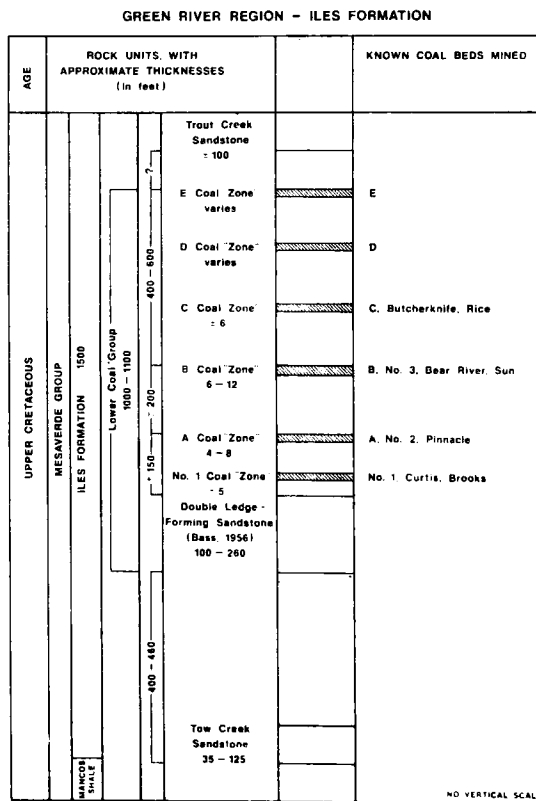 GREEN RIVER REGION – ILES FORMATION
AGE
ROCK UNITS, WITH
APPROXIMATE THICKNESSES
(In feet)
KNOWN COAL BEDS MINED
UPPER CRETACEOUS
MESAVERDE GROUP
MANCOS
SHALE
ILES FORMATION 1500
Lower Coal Group
1000 – 1100
?
400 – 600
200
150
400 – 460
Trout Creek
Sandstone
= 100
E Coal "Zone"
varies
E
D Coal "Zone"
varies
D
C Coal "Zone"
= 6
C, Butcherknife, Rice
B Coal "Zone"
6 – 12
B, No. 3, Bear River, Sun
A Coal "Zone"
4 – 8
A, No. 2, Pinnacle
No. 1 Coal "Zone"
5
No. 1, Curtis, Brooks
Double Ledge-
Forming Sandstone
(Bass, 1956)
100 – 260
Tow Creek
Sandstone
35 – 125
NO VERTICAL SCAL